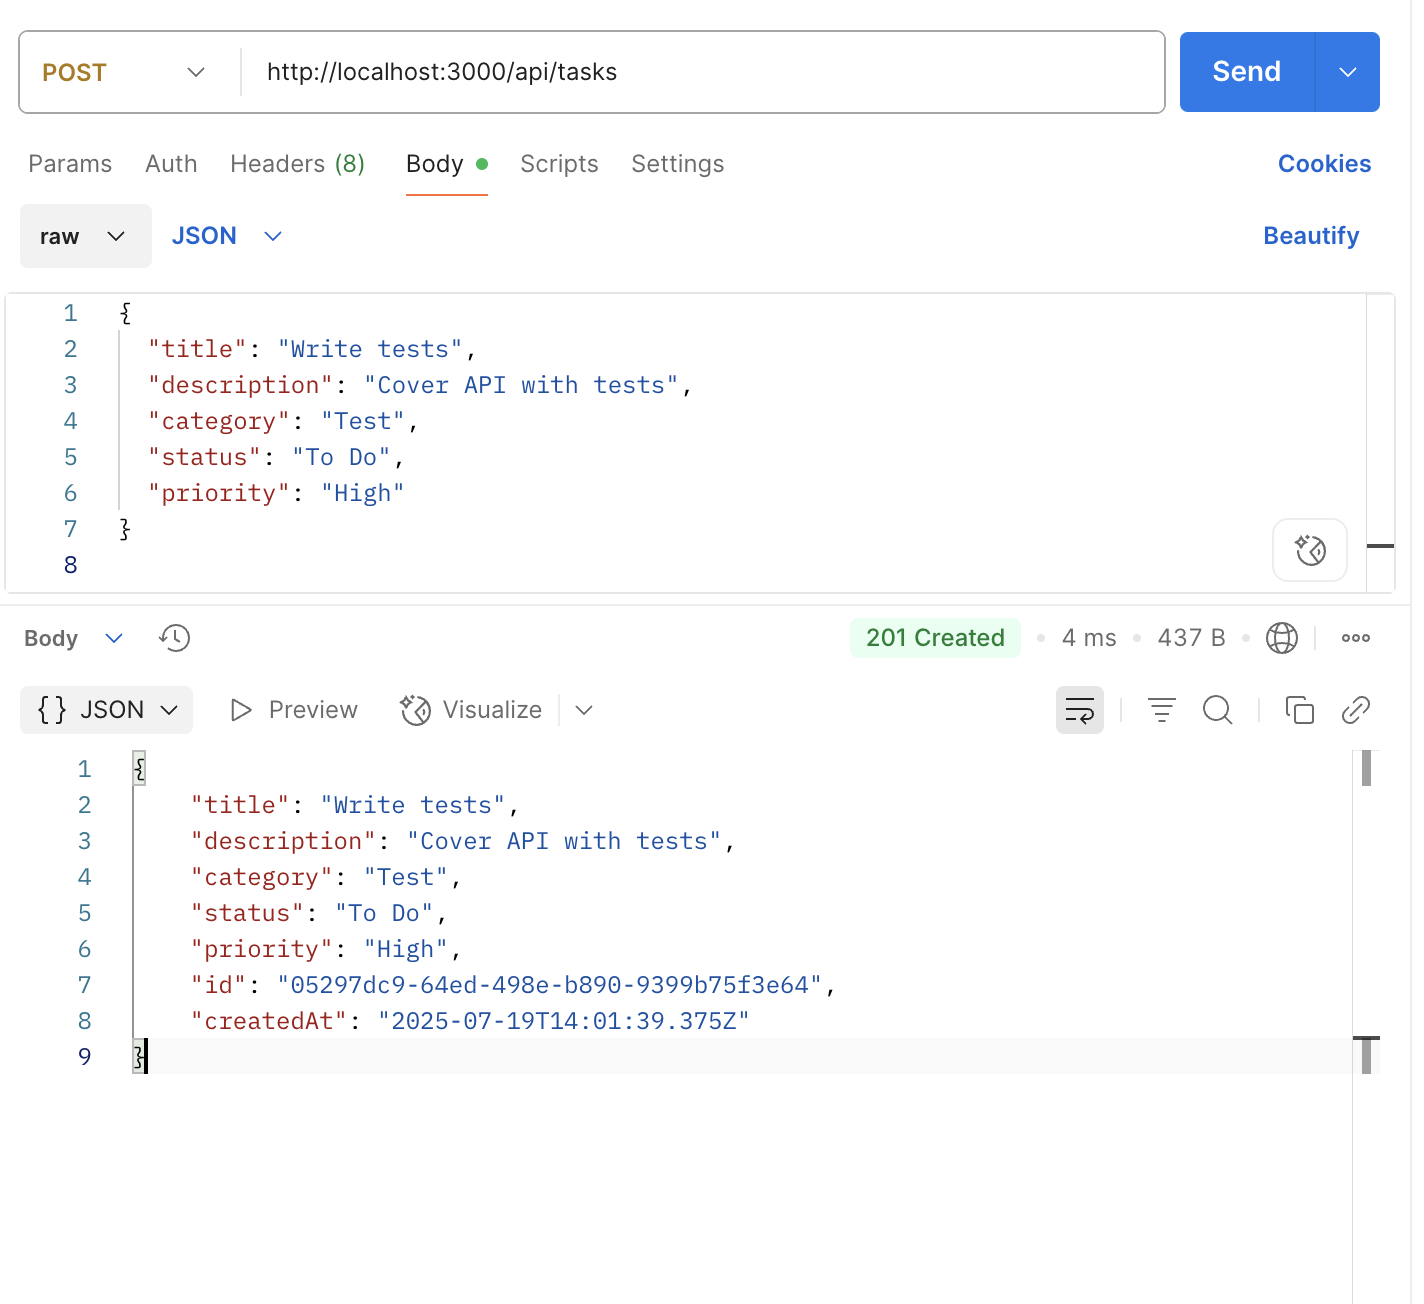 POST http://localhost:3000/api/tasks Send
Params Auth Headers (8) Body Scripts Settings Cookies
raw JSON Beautify
1 {
2 "title": "Write tests",
3 "description": "Cover API with tests",
4 "category": "Test",
5 "status": "To Do",
6 "priority": "High"
7 }
8
Body 201 Created • 4 ms • 437 B •
{} JSON Preview Visualize
1 {
2 "title": "Write tests",
3 "description": "Cover API with tests",
4 "category": "Test",
5 "status": "To Do",
6 "priority": "High",
7 "id": "05297dc9-64ed-498e-b890-9399b75f3e64",
8 "createdAt": "2025-07-19T14:01:39.375Z"
9 }